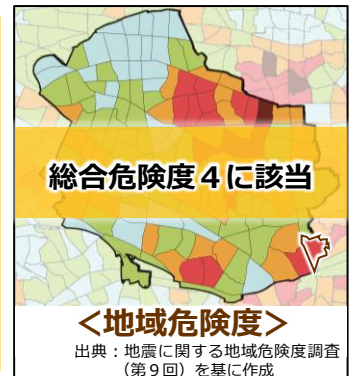 総合危険度４に該当
＜地域危険度＞
出典：地震に関する地域危険度調査
（第９回）を基に作成